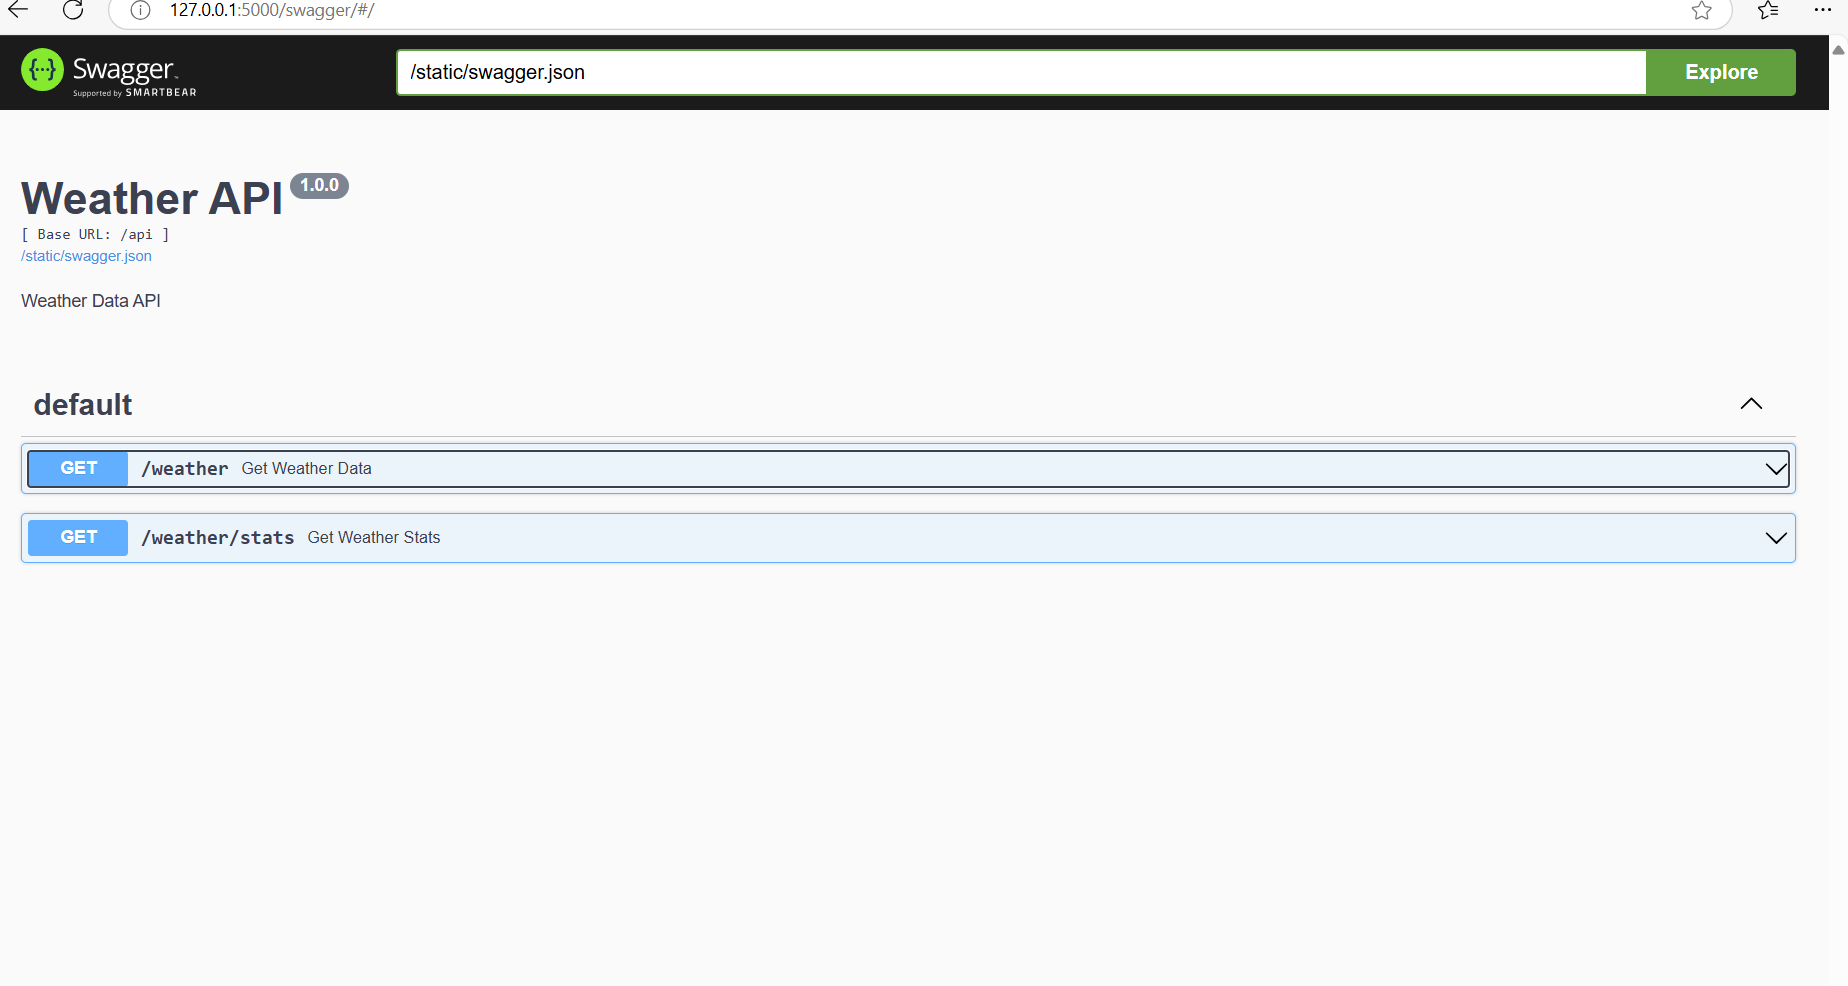 127.0.0.1:5000/swagger/#/
{···} Swagger™
Supported by SMARTBEAR
/static/swagger.json
Explore
Weather API 1.0.0
[ Base URL: /api ]
/static/swagger.json
Weather Data API
default
GET /weather Get Weather Data
GET /weather/stats Get Weather Stats